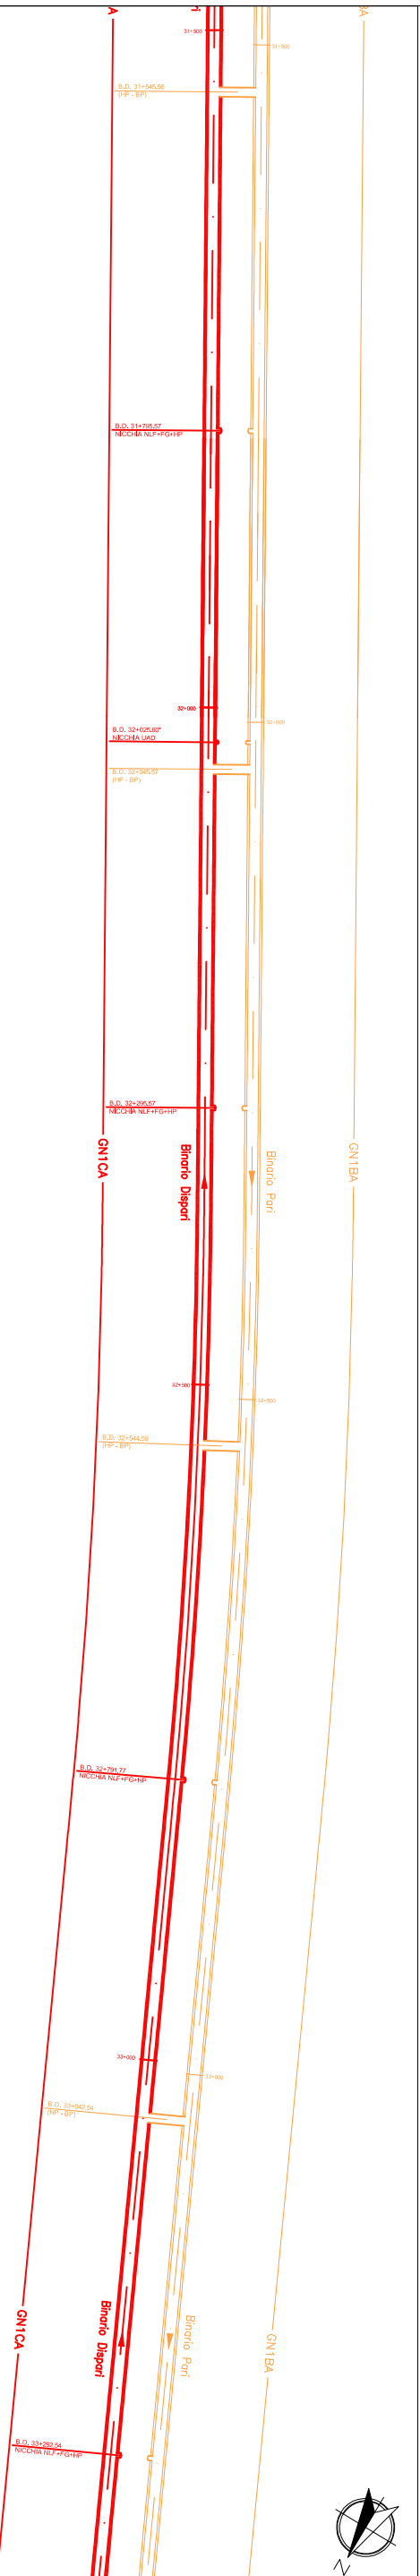 A
BA
31+500
31+500
B.D. 31+545,56
(HP - BP)
B.D. 31+795,57
NICCHIA NLF+FG+HP
32+000
32+000
B.D. 32+025,60*
NICCHIA UAD
B.D. 32+045,57
(HP - BP)
B.D. 32+295,57
NICCHIA NLF+FG+HP
GN1CA
Binario Dispari
Binario Pari
GN1BA
32+500
32+500
B.D. 32+544,59
(HP - BP)
B.D. 32+791,77
NICCHIA NLF+FG+HP
33+000
33+000
B.D. 33+042,54
(HP - BP)
GN1CA
Binario Dispari
Binario Pari
GN1BA
B.D. 33+292,54
NICCHIA NLF+FG+HP
N